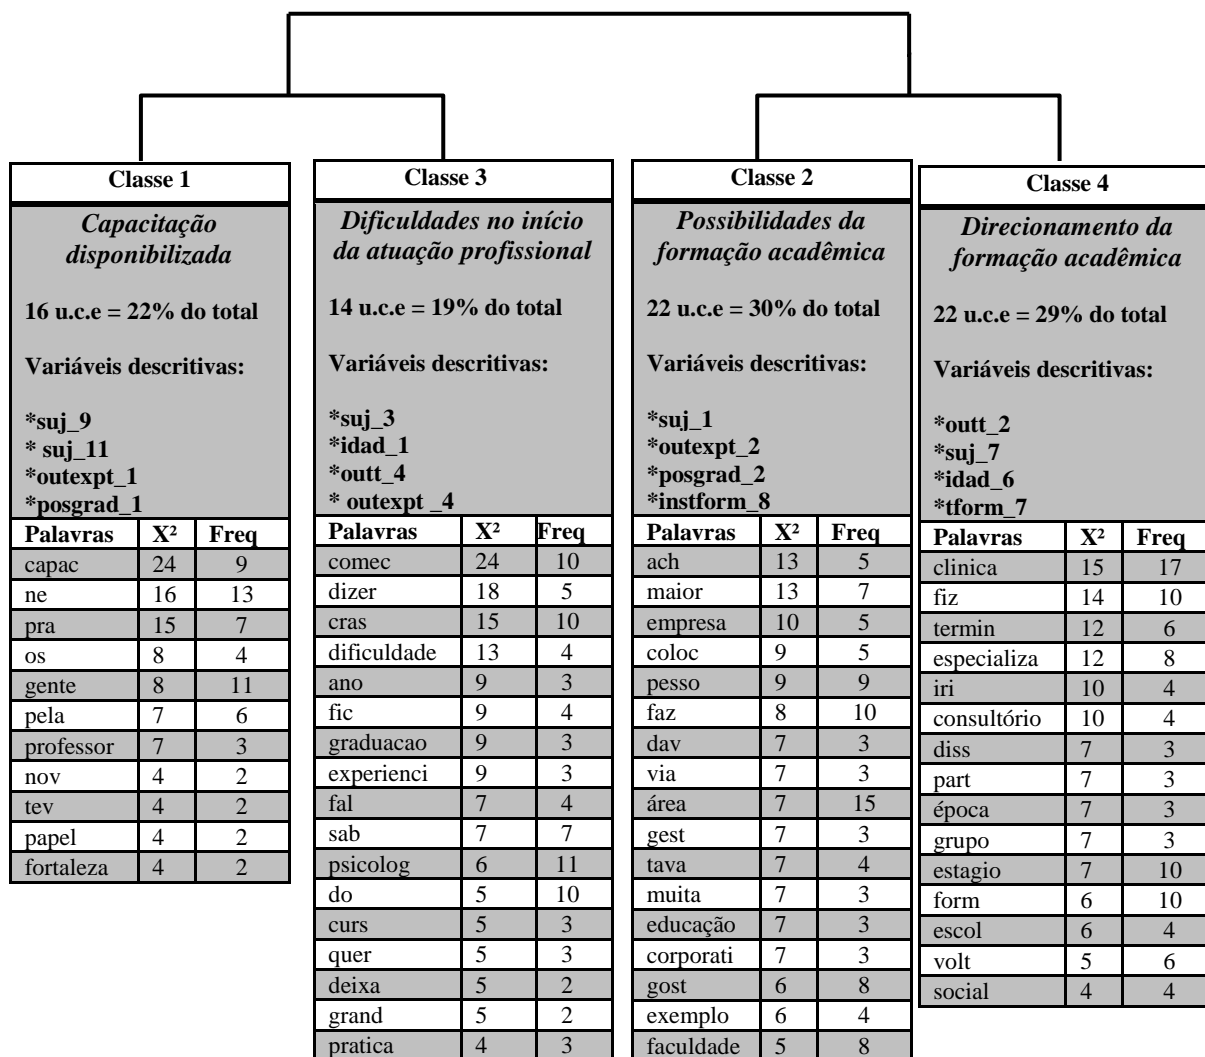 Classe 1
Capacitação
disponibilizada
16 u.c.e = 22% do total
Variáveis descritivas:
*suj_9
* suj_11
*outexpt_1
*posgrad_1
Palavras X² Freq
capac 24 9
ne 16 13
pra 15 7
os 8 4
gente 8 11
pela 7 6
professor 7 3
nov 4 2
tev 4 2
papel 4 2
fortaleza 4 2
Classe 3
Dificuldades no início
da atuação profissional
14 u.c.e = 19% do total
Variáveis descritivas:
*suj_3
*idad_1
*outt_4
* outexpt _4
Palavras X² Freq
comec 24 10
dizer 18 5
cras 15 10
dificuldade 13 4
ano 9 3
fic 9 4
graduacao 9 3
experienci 9 3
fal 7 4
sab 7 7
psicolog 6 11
do 5 10
curs 5 3
quer 5 3
deixa 5 2
grand 5 2
pratica 4 3
Classe 2
Possibilidades da
formação acadêmica
22 u.c.e = 30% do total
Variáveis descritivas:
*suj_1
*outexpt_2
*posgrad_2
*instform_8
Palavras X² Freq
ach 13 5
maior 13 7
empresa 10 5
coloc 9 5
pesso 9 9
faz 8 10
dav 7 3
via 7 3
área 7 15
gest 7 3
tava 7 4
muita 7 3
educação 7 3
corporati 7 3
gost 6 8
exemplo 6 4
faculdade 5 8
Classe 4
Direcionamento da
formação acadêmica
22 u.c.e = 29% do total
Variáveis descritivas:
*outt_2
*suj_7
*idad_6
*tform_7
Palavras X² Freq
clinica 15 17
fiz 14 10
termin 12 6
especializa 12 8
iri 10 4
consultório 10 4
diss 7 3
part 7 3
época 7 3
grupo 7 3
estagio 7 10
form 6 10
escol 6 4
volt 5 6
social 4 4